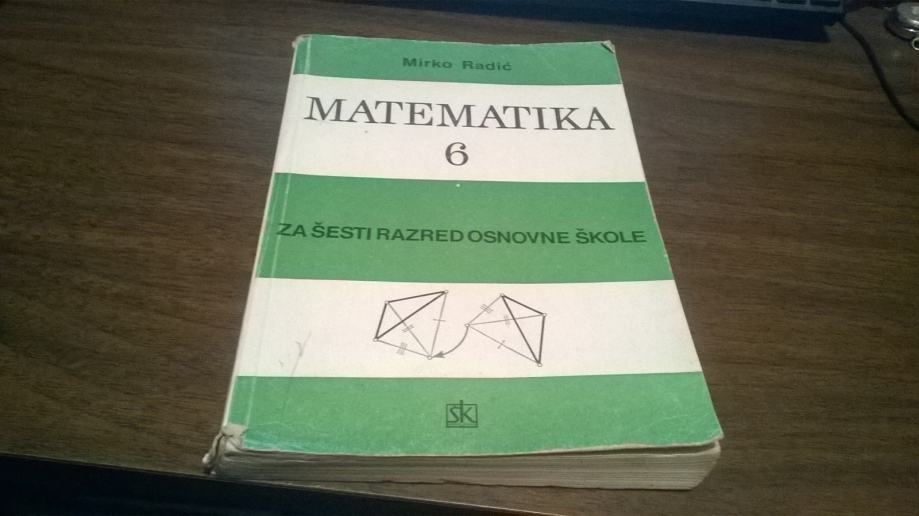 Mirko Radić
MATEMATIKA
6
ZA ŠESTI RAZRED OSNOVNE ŠKOLE
šk